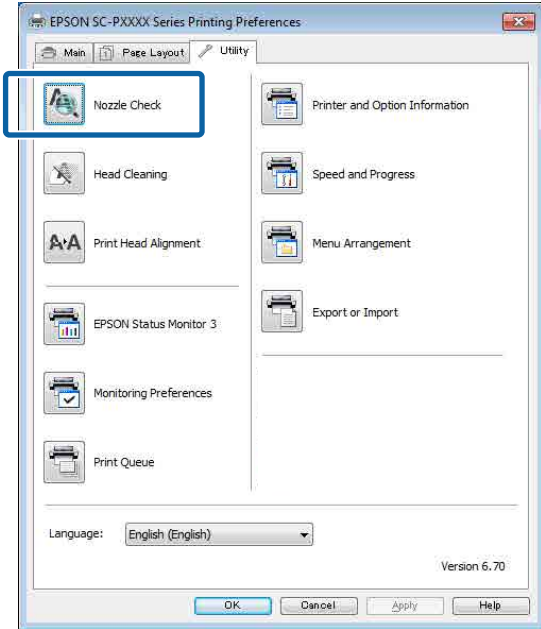 EPSON SC-PXXXX Series Printing Preferences
Main
Page Layout
Utility
Nozzle Check
Printer and Option Information
Head Cleaning
Speed and Progress
A A
Print Head Alignment
Menu Arrangement
EPSON Status Monitor 3
Export or Import
Monitoring Preferences
Print Queue
Language:
English (English)
Version 6.70
OK
Cancel
Apply
Help